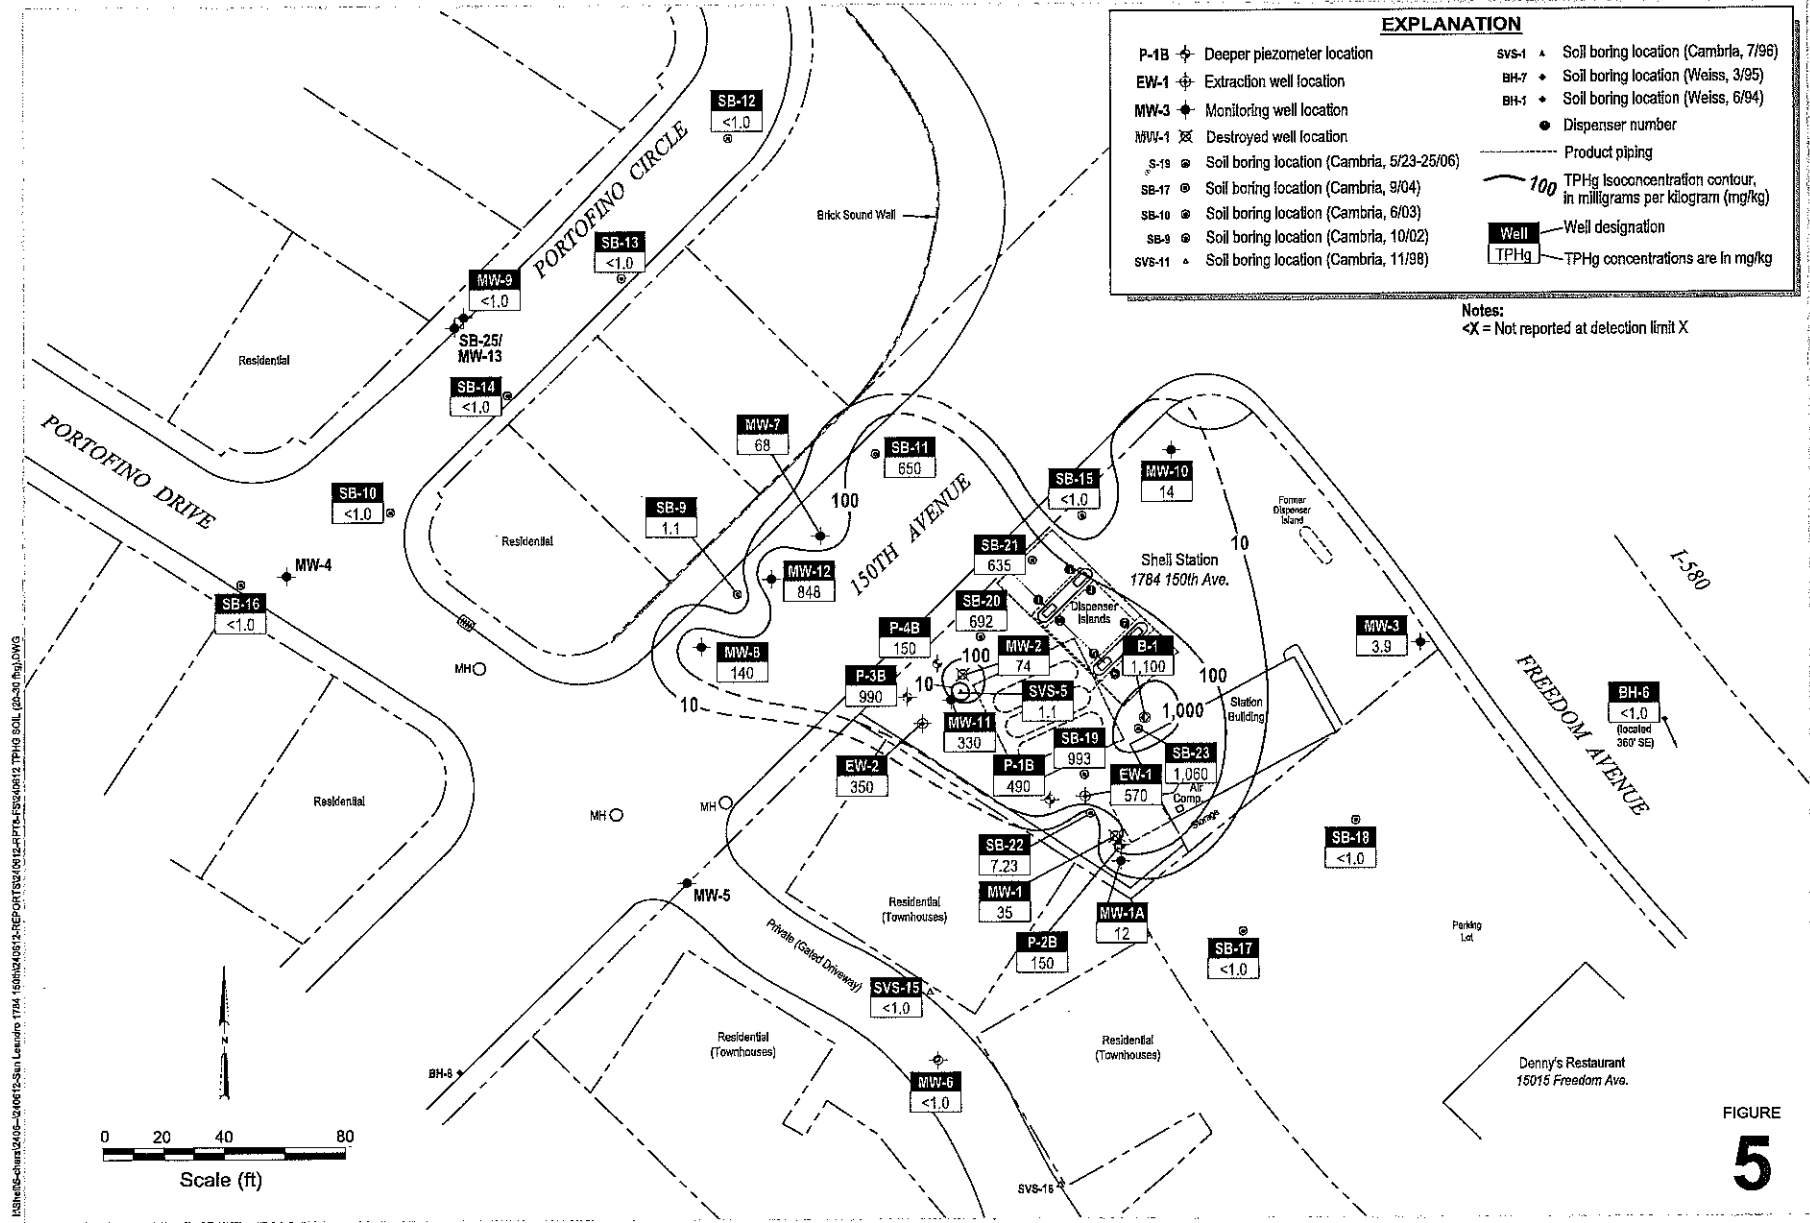 EXPLANATION
P-1B Deeper piezometer location
EW-1 Extraction well location
MW-3 Monitoring well location
MW-1 Destroyed well location
S-19 Soil boring location (Cambria, 5/23-25/06)
SB-17 Soil boring location (Cambria, 9/04)
SB-10 Soil boring location (Cambria, 6/03)
SB-9 Soil boring location (Cambria, 10/02)
SVS-11 Soil boring location (Cambria, 11/98)
SVS-1 Soil boring location (Cambria, 7/96)
BH-7 Soil boring location (Weiss, 3/95)
BH-1 Soil boring location (Weiss, 6/94)
Dispenser number
Product piping
100 TPHg Isoconcentration contour,
in milligrams per kilogram (mg/kg)
Well
Well designation
TPHg
TPHg concentrations are in mg/kg
Notes:
<X = Not reported at detection limit X
SB-12
<1.0
PORTOFINO CIRCLE
Brick Sound Wall
SB-13
<1.0
MW-9
<1.0
SB-25/
MW-13
Residential
SB-14
<1.0
PORTOFINO DRIVE
MW-7
68
SB-11
650
SB-10
<1.0
SB-9
1.1
100
150TH AVENUE
SB-15
<1.0
MW-10
14
Former
Dispenser
Island
10
Residential
MW-4
MW-12
848
SB-21
635
Shell Station
1784 150th Ave.
I-580
SB-16
<1.0
SB-20
692
Dispenser
Islands
MH
MW-8
140
P-4B
150
100
MW-2
74
B-1
1,100
MW-3
3.9
FREEDOM AVENUE
P-3B
990
10
SVS-5
1.1
100
1,000
Station
Building
BH-6
<1.0
(located
360' SE)
10
MW-11
330
SB-19
993
SB-23
1,060
EW-2
350
P-1B
490
EW-1
570
Air
Comp.
Storage
Residential
MH
MH
SB-22
7.23
SB-18
<1.0
MW-5
MW-1
35
Residential
(Townhouses)
MW-1A
12
P-2B
150
SB-17
<1.0
Parking
Lot
Private (Gated Driveway)
SVS-15
<1.0
N
Residential
(Townhouses)
Residential
(Townhouses)
BH-8
MW-6
<1.0
Denny's Restaurant
15015 Freedom Ave.
0 20 40 80
Scale (ft)
SVS-16
FIGURE
5